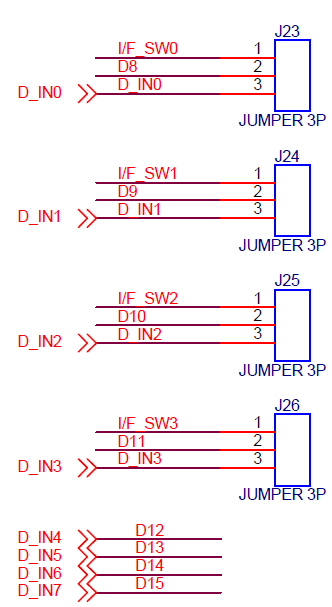 J23
I/F_SW0 1
D8 2
D_IN0 D_IN0 3
JUMPER 3P
J24
I/F_SW1 1
D9 2
D_IN1 D_IN1 3
JUMPER 3P
J25
I/F_SW2 1
D10 2
D_IN2 D_IN2 3
JUMPER 3P
J26
I/F_SW3 1
D11 2
D_IN3 D_IN3 3
JUMPER 3P
D_IN4 D12
D_IN5 D13
D_IN6 D14
D_IN7 D15